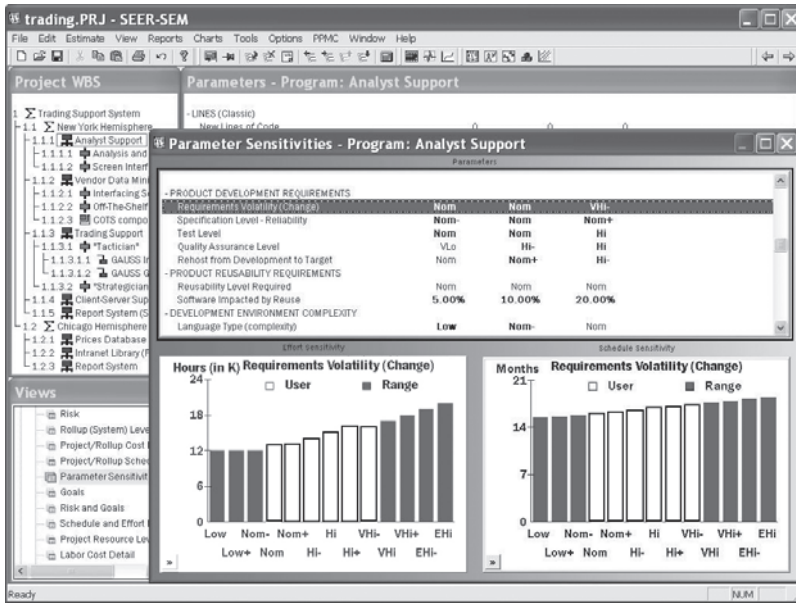 trading.PRJ - SEER-SEM
File Edit Estimate View Reports Charts Tools Options PPMC Window Help
Project WBS
1 Σ Trading Support System
1.1 Σ New York Hemisphere
1.1.1 Analyst Support
1.1.1.1 Analysis and
1.1.1.2 Screen Interf
1.1.2 Vendor Data Mini
1.1.2.1 Interfacing S
1.1.2.2 Off-The-Shelf
1.1.2.3 COTS compo
1.1.3 Trading Support
1.1.3.1 *Tactician*
1.1.3.1.1 GAUSS I
1.1.3.1.2 GAUSS G
1.1.3.2 *Strategician
1.1.4 Client-Server Sup
1.1.5 Report System (S
1.2 Σ Chicago Hemisphere
1.2.1 Prices Database
1.2.2 Intranet Library (F
1.2.3 Report System
Parameters - Program: Analyst Support
- LINES (Classic)
New Lines of Code 0 0 0
Parameter Sensitivities - Program: Analyst Support
Parameters
- PRODUCT DEVELOPMENT REQUIREMENTS
Requirements Volatility (Change) Nom Nom VHi-
Specification Level - Reliability Nom- Nom Nom+
Test Level Nom Nom Hi
Quality Assurance Level VLo Hi- Hi
Rehost from Development to Target Nom Nom+ Hi-
- PRODUCT REUSABILITY REQUIREMENTS
Reusability Level Required Nom Nom Nom
Software Impacted by Reuse 5.00% 10.00% 20.00%
- DEVELOPMENT ENVIRONMENT COMPLEXITY
Language Type (complexity) Low Nom- Nom
Effort Sensitivity
Hours (in K) Requirements Volatility (Change)
User Range
24
18
12
6
0
Low Nom- Nom+ Hi VHi- VHi+ EHi
Low+ Nom Hi- Hi+ VHi EHi-
»
Schedule Sensitivity
Months Requirements Volatility (Change)
User Range
21
14
7
0
Low Nom- Nom+ Hi VHi- VHi+ EHi
Low+ Nom Hi- Hi+ VHi EHi-
»
Views
Risk
Rollup (System) Leve
Project/Rollup Cost
Project/Rollup Sche
Parameter Sensitivit
Goals
Risk and Goals
Schedule and Effort
Project Resource Lev
Labor Cost Detail
Ready
NUM